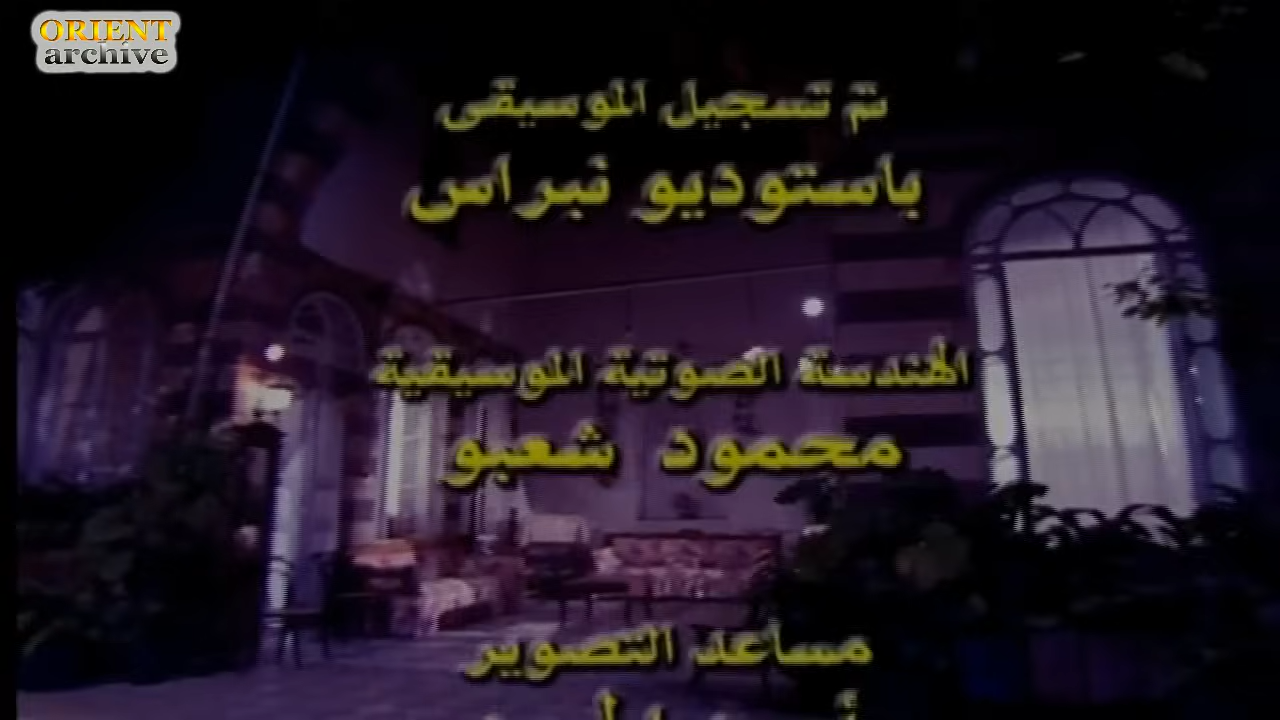 ORIENT
archive
تم تسجيل الموسيقى
باستوديو نبراس
الهندسة الصوتية الموسيقية
محمود شعبو
مساعد التصوير